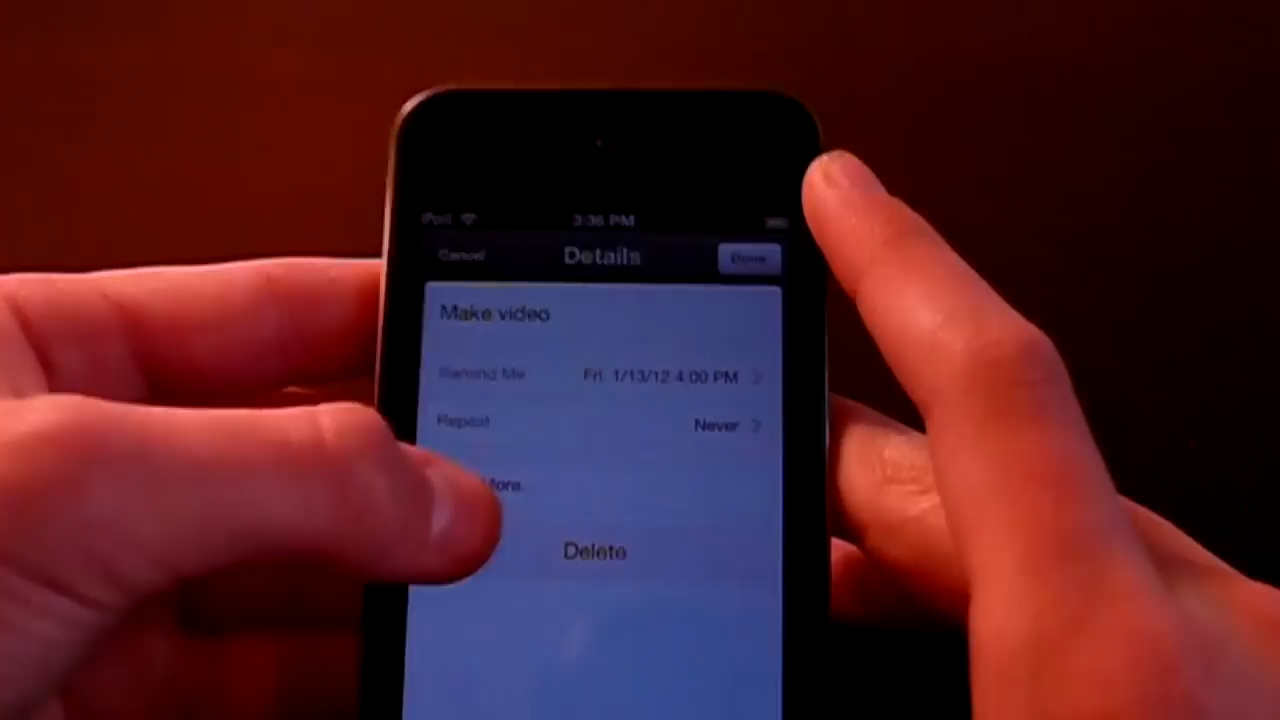 iPod 3:36 PM
Cancel Details Done
Make video
Remind Me Fri, 1/13/12 4:00 PM
Repeat Never
More...
Delete